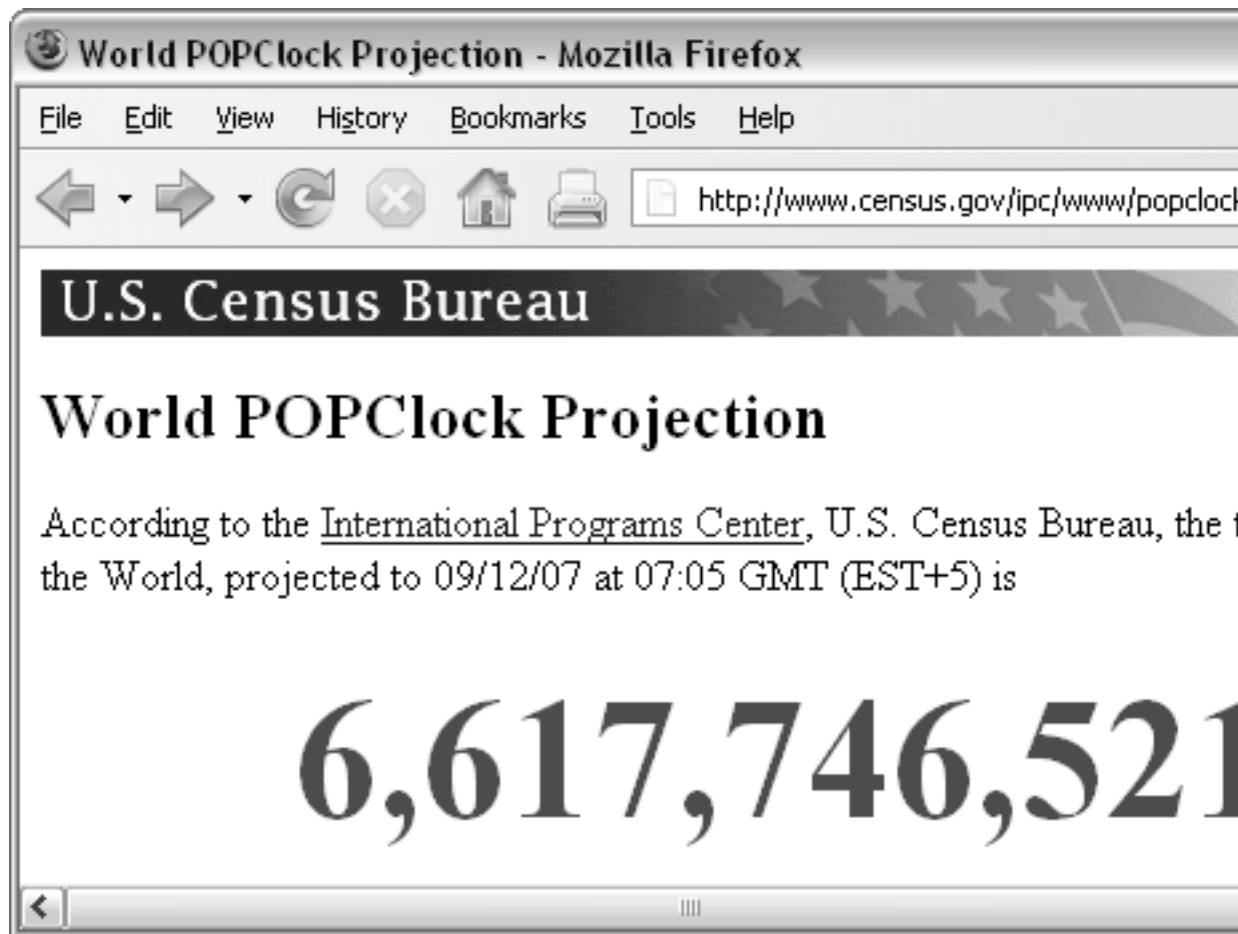 World POPClock Projection - Mozilla Firefox
File Edit View History Bookmarks Tools Help
http://www.census.gov/ipc/www/popclock
U.S. Census Bureau
World POPClock Projection
According to the International Programs Center, U.S. Census Bureau, the
the World, projected to 09/12/07 at 07:05 GMT (EST+5) is
6,617,746,521